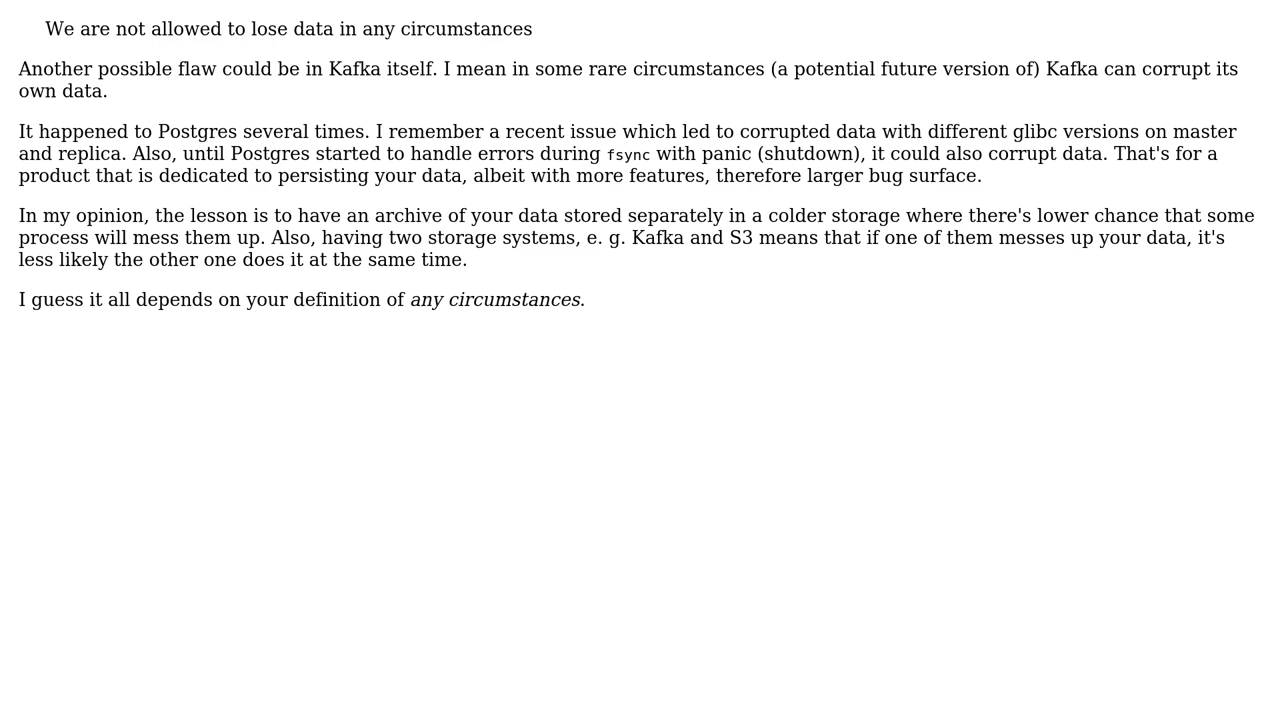 We are not allowed to lose data in any circumstances
Another possible flaw could be in Kafka itself. I mean in some rare circumstances (a potential future version of) Kafka can corrupt its
own data.
It happened to Postgres several times. I remember a recent issue which led to corrupted data with different glibc versions on master
and replica. Also, until Postgres started to handle errors during fsync with panic (shutdown), it could also corrupt data. That's for a
product that is dedicated to persisting your data, albeit with more features, therefore larger bug surface.
In my opinion, the lesson is to have an archive of your data stored separately in a colder storage where there's lower chance that some
process will mess them up. Also, having two storage systems, e. g. Kafka and S3 means that if one of them messes up your data, it's
less likely the other one does it at the same time.
I guess it all depends on your definition of any circumstances.